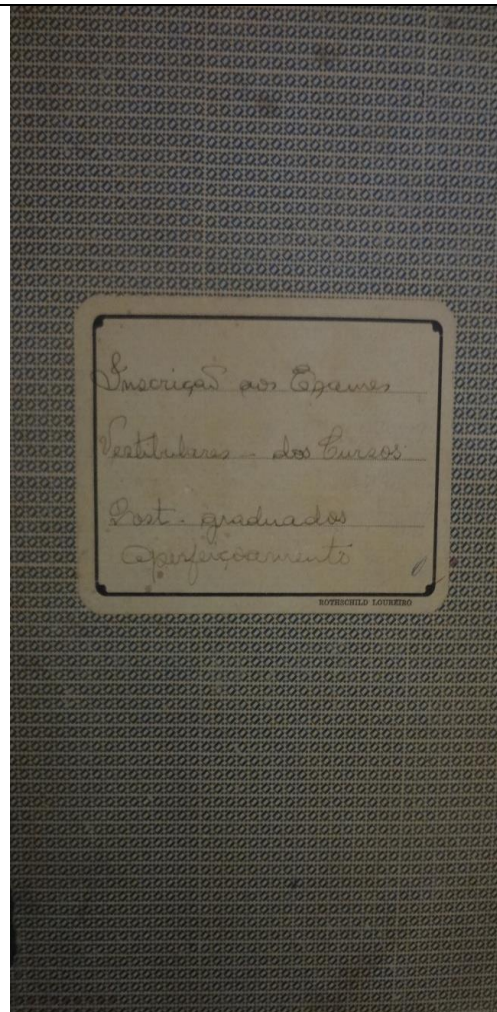 Inscrição aos Exames
Vestibulares - dos Cursos
Post-graduados
aperfeiçoamento
ROTHSCHILD LOUREIRO